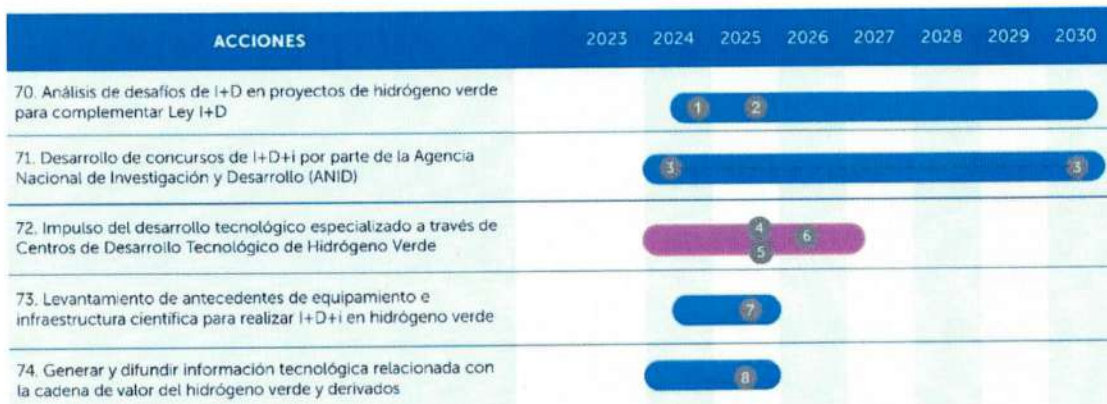 ACCIONES 2023 2024 2025 2026 2027 2028 2029 2030
70. Análisis de desafíos de I+D en proyectos de hidrógeno verde
para complementar Ley I+D
1 2
71. Desarrollo de concursos de I+D+i por parte de la Agencia
Nacional de Investigación y Desarrollo (ANID)
3 3
72. Impulso del desarrollo tecnológico especializado a través de
Centros de Desarrollo Tecnológico de Hidrógeno Verde
4 6
5
73. Levantamiento de antecedentes de equipamiento e
infraestructura científica para realizar I+D+i en hidrógeno verde
7
74. Generar y difundir información tecnológica relacionada con
la cadena de valor del hidrógeno verde y derivados
8